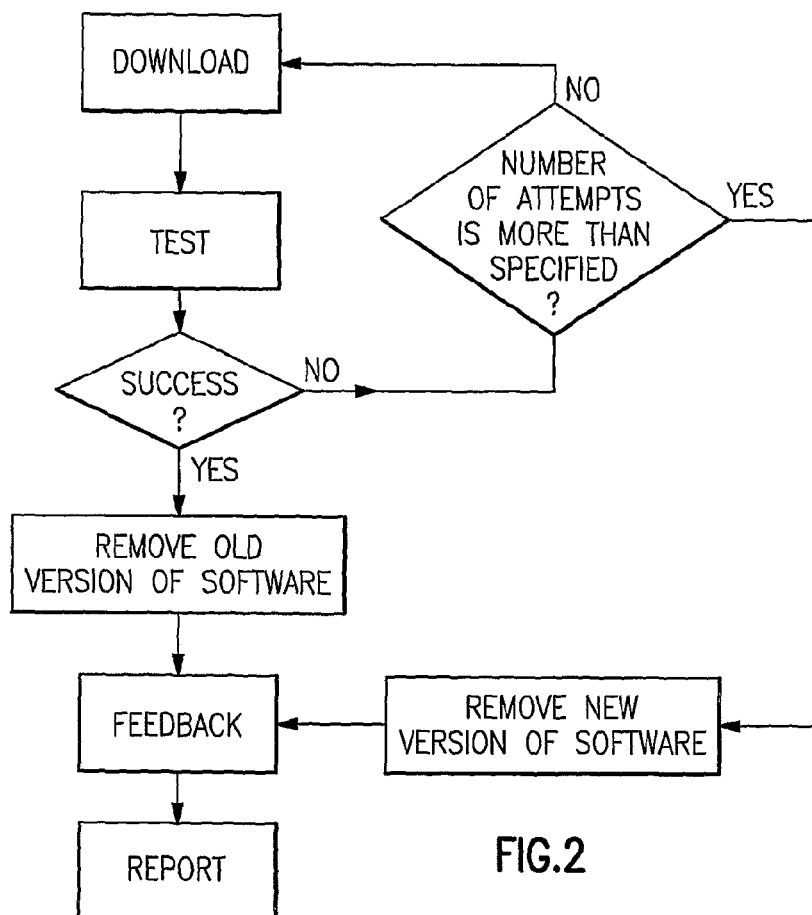 DOWNLOAD
NO
NUMBER
OF ATTEMPTS
IS MORE THAN
SPECIFIED
?
YES
TEST
SUCCESS
?
NO
YES
REMOVE OLD
VERSION OF SOFTWARE
FEEDBACK
REMOVE NEW
VERSION OF SOFTWARE
REPORT
FIG.2